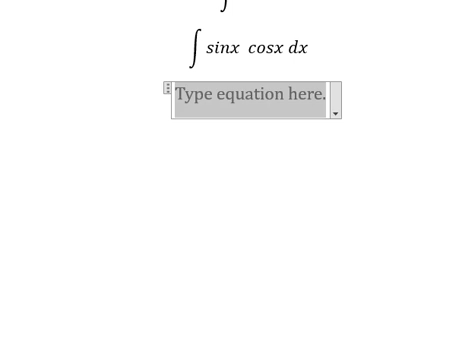 ∫ sinx cosx dx
Type equation here.